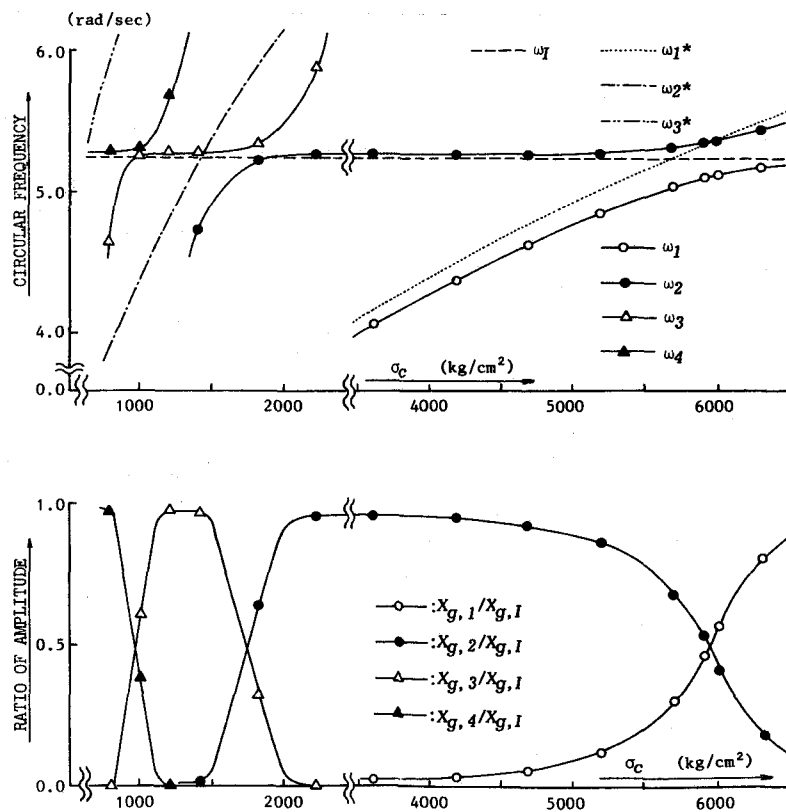 (rad/sec)
6.0
5.0
4.0
0.0
CIRCULAR FREQUENCY
ω_I
ω_1*
ω_2*
ω_3*
ω_1
ω_2
ω_3
ω_4
σ_c (kg/cm²)
1000 2000 4000 5000 6000
1.0
0.5
0.0
RATIO OF AMPLITUDE
:X_g,1/X_g,I
:X_g,2/X_g,I
:X_g,3/X_g,I
:X_g,4/X_g,I
σ_c (kg/cm²)
1000 2000 4000 5000 6000